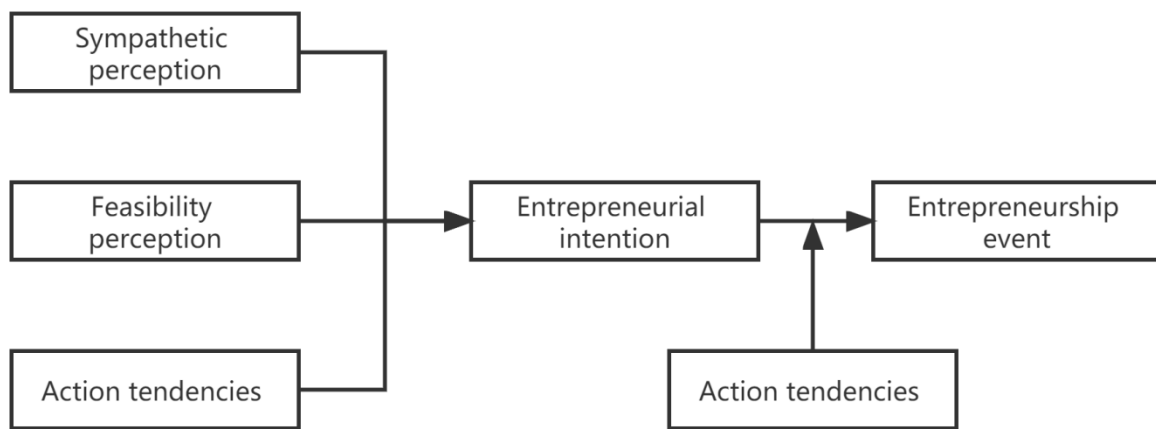 Sympathetic
perception
Feasibility
perception
Entrepreneurial
intention
Entrepreneurship
event
Action tendencies
Action tendencies